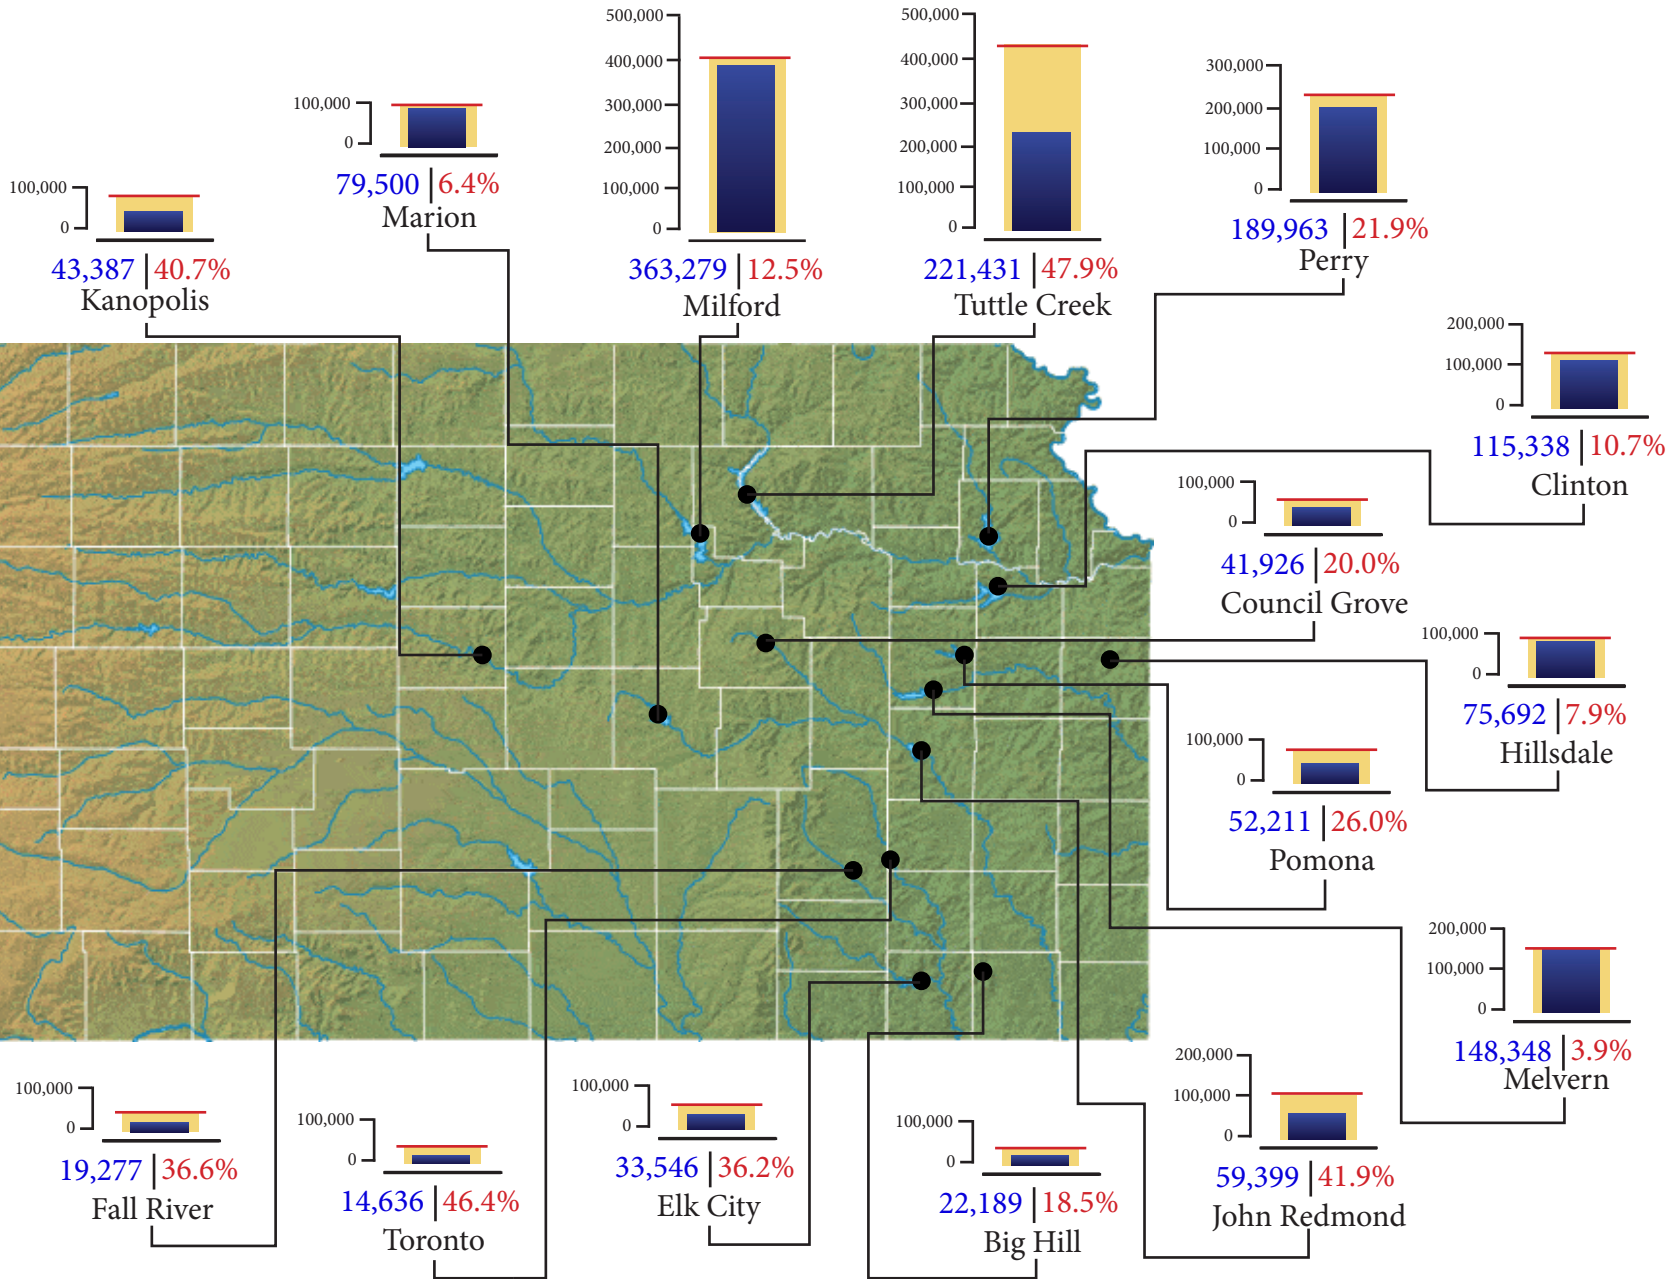 500,000
400,000
300,000
200,000
100,000
0
363,279 | 12.5%
Milford
500,000
400,000
300,000
200,000
100,000
0
221,431 | 47.9%
Tuttle Creek
300,000
200,000
100,000
0
189,963 | 21.9%
Perry
100,000
0
79,500 | 6.4%
Marion
100,000
0
43,387 | 40.7%
Kanopolis
200,000
100,000
0
115,338 | 10.7%
Clinton
100,000
0
41,926 | 20.0%
Council Grove
100,000
0
75,692 | 7.9%
Hillsdale
100,000
0
52,211 | 26.0%
Pomona
200,000
100,000
0
148,348 | 3.9%
Melvern
200,000
100,000
0
59,399 | 41.9%
John Redmond
100,000
0
19,277 | 36.6%
Fall River
100,000
0
14,636 | 46.4%
Toronto
100,000
0
33,546 | 36.2%
Elk City
100,000
0
22,189 | 18.5%
Big Hill